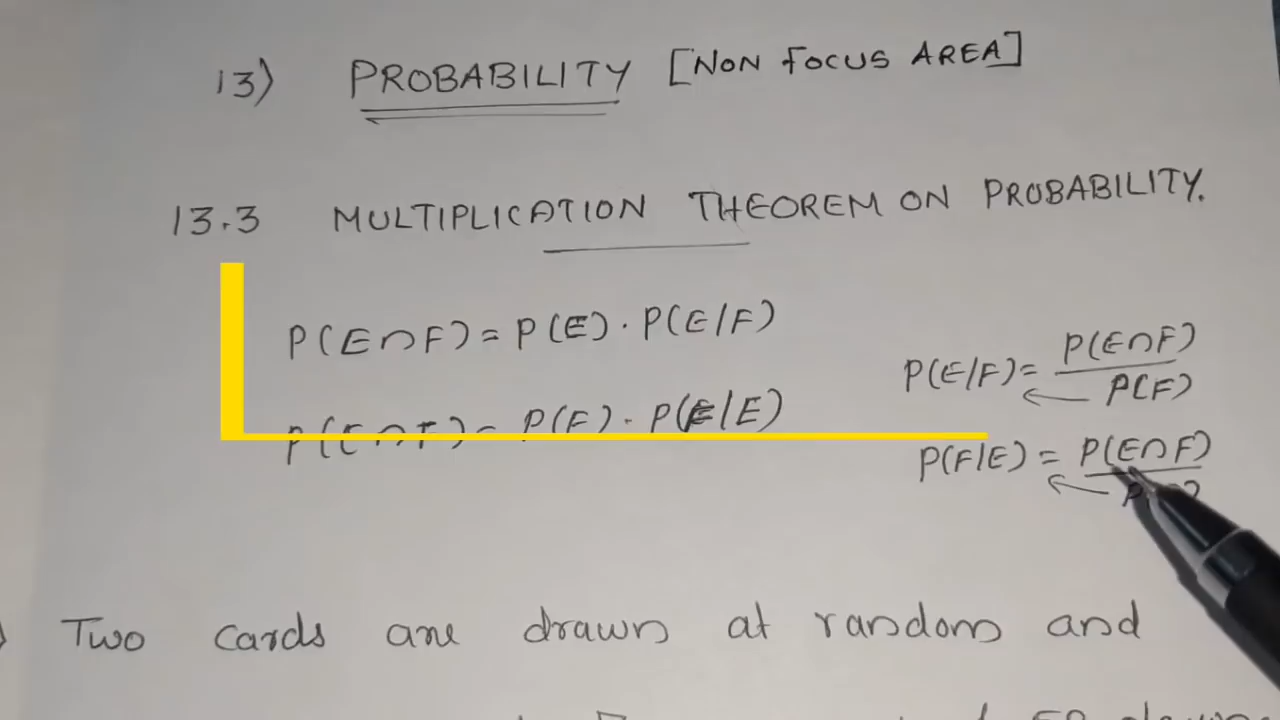 13) PROBABILITY [NON FOCUS AREA]
13.3 MULTIPLICATION THEOREM ON PROBABILITY.
P(E∩F) = P(E) . P(E/F)
P(E/F) = P(E∩F) / P(F)
P(E∩F) = P(F) . P(F/E)
P(F/E) = P(E∩F)
Two cards are drawn at random and